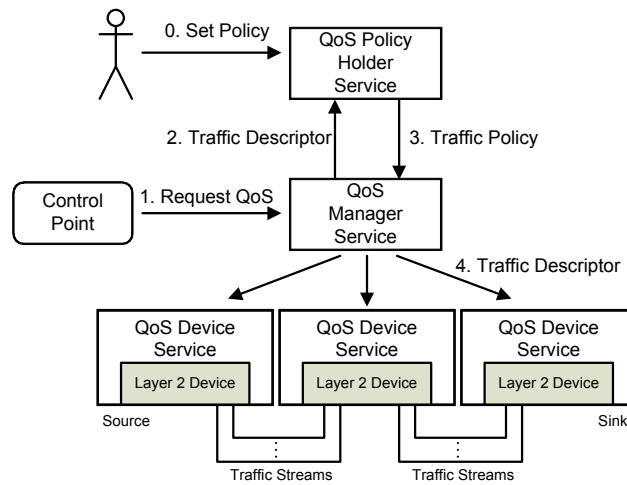 0. Set Policy
QoS Policy
Holder
Service
2. Traffic Descriptor
3. Traffic Policy
Control
Point
1. Request QoS
QoS
Manager
Service
4. Traffic Descriptor
QoS Device
Service
Layer 2 Device
QoS Device
Service
Layer 2 Device
QoS Device
Service
Layer 2 Device
Source
Sink
Traffic Streams
Traffic Streams